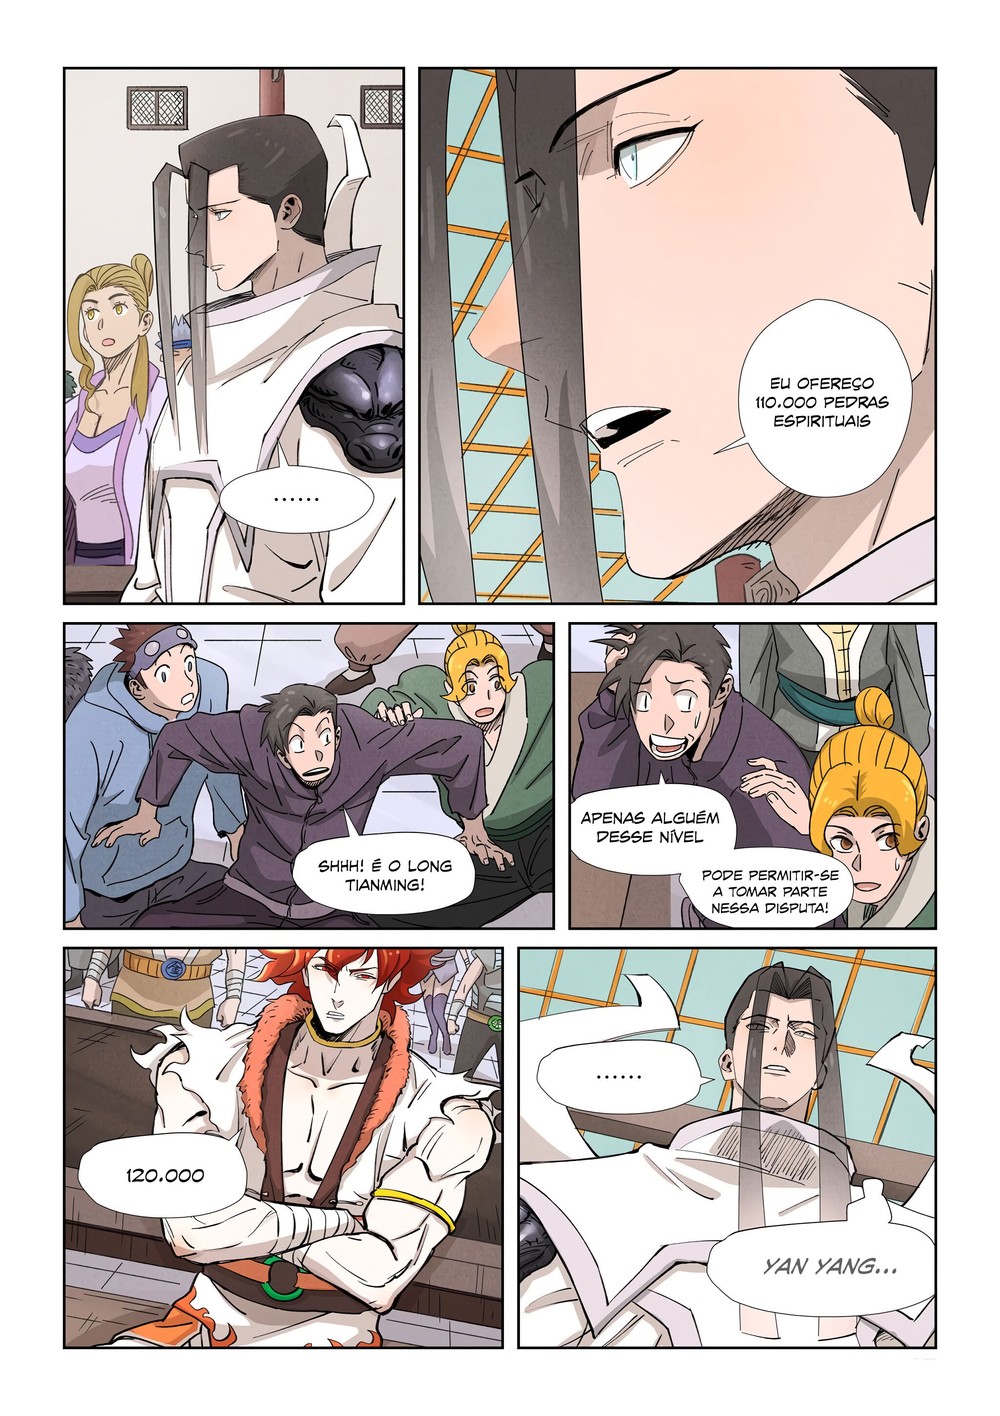 ......
EU OFEREÇO
110.000 PEDRAS
ESPIRITUAIS
SHHH! É O LONG
TIANMING!
APENAS ALGUÉM
DESSE NÍVEL
PODE PERMITIR-SE
A TOMAR PARTE
NESSA DISPUTA!
120.000
......
YAN YANG...